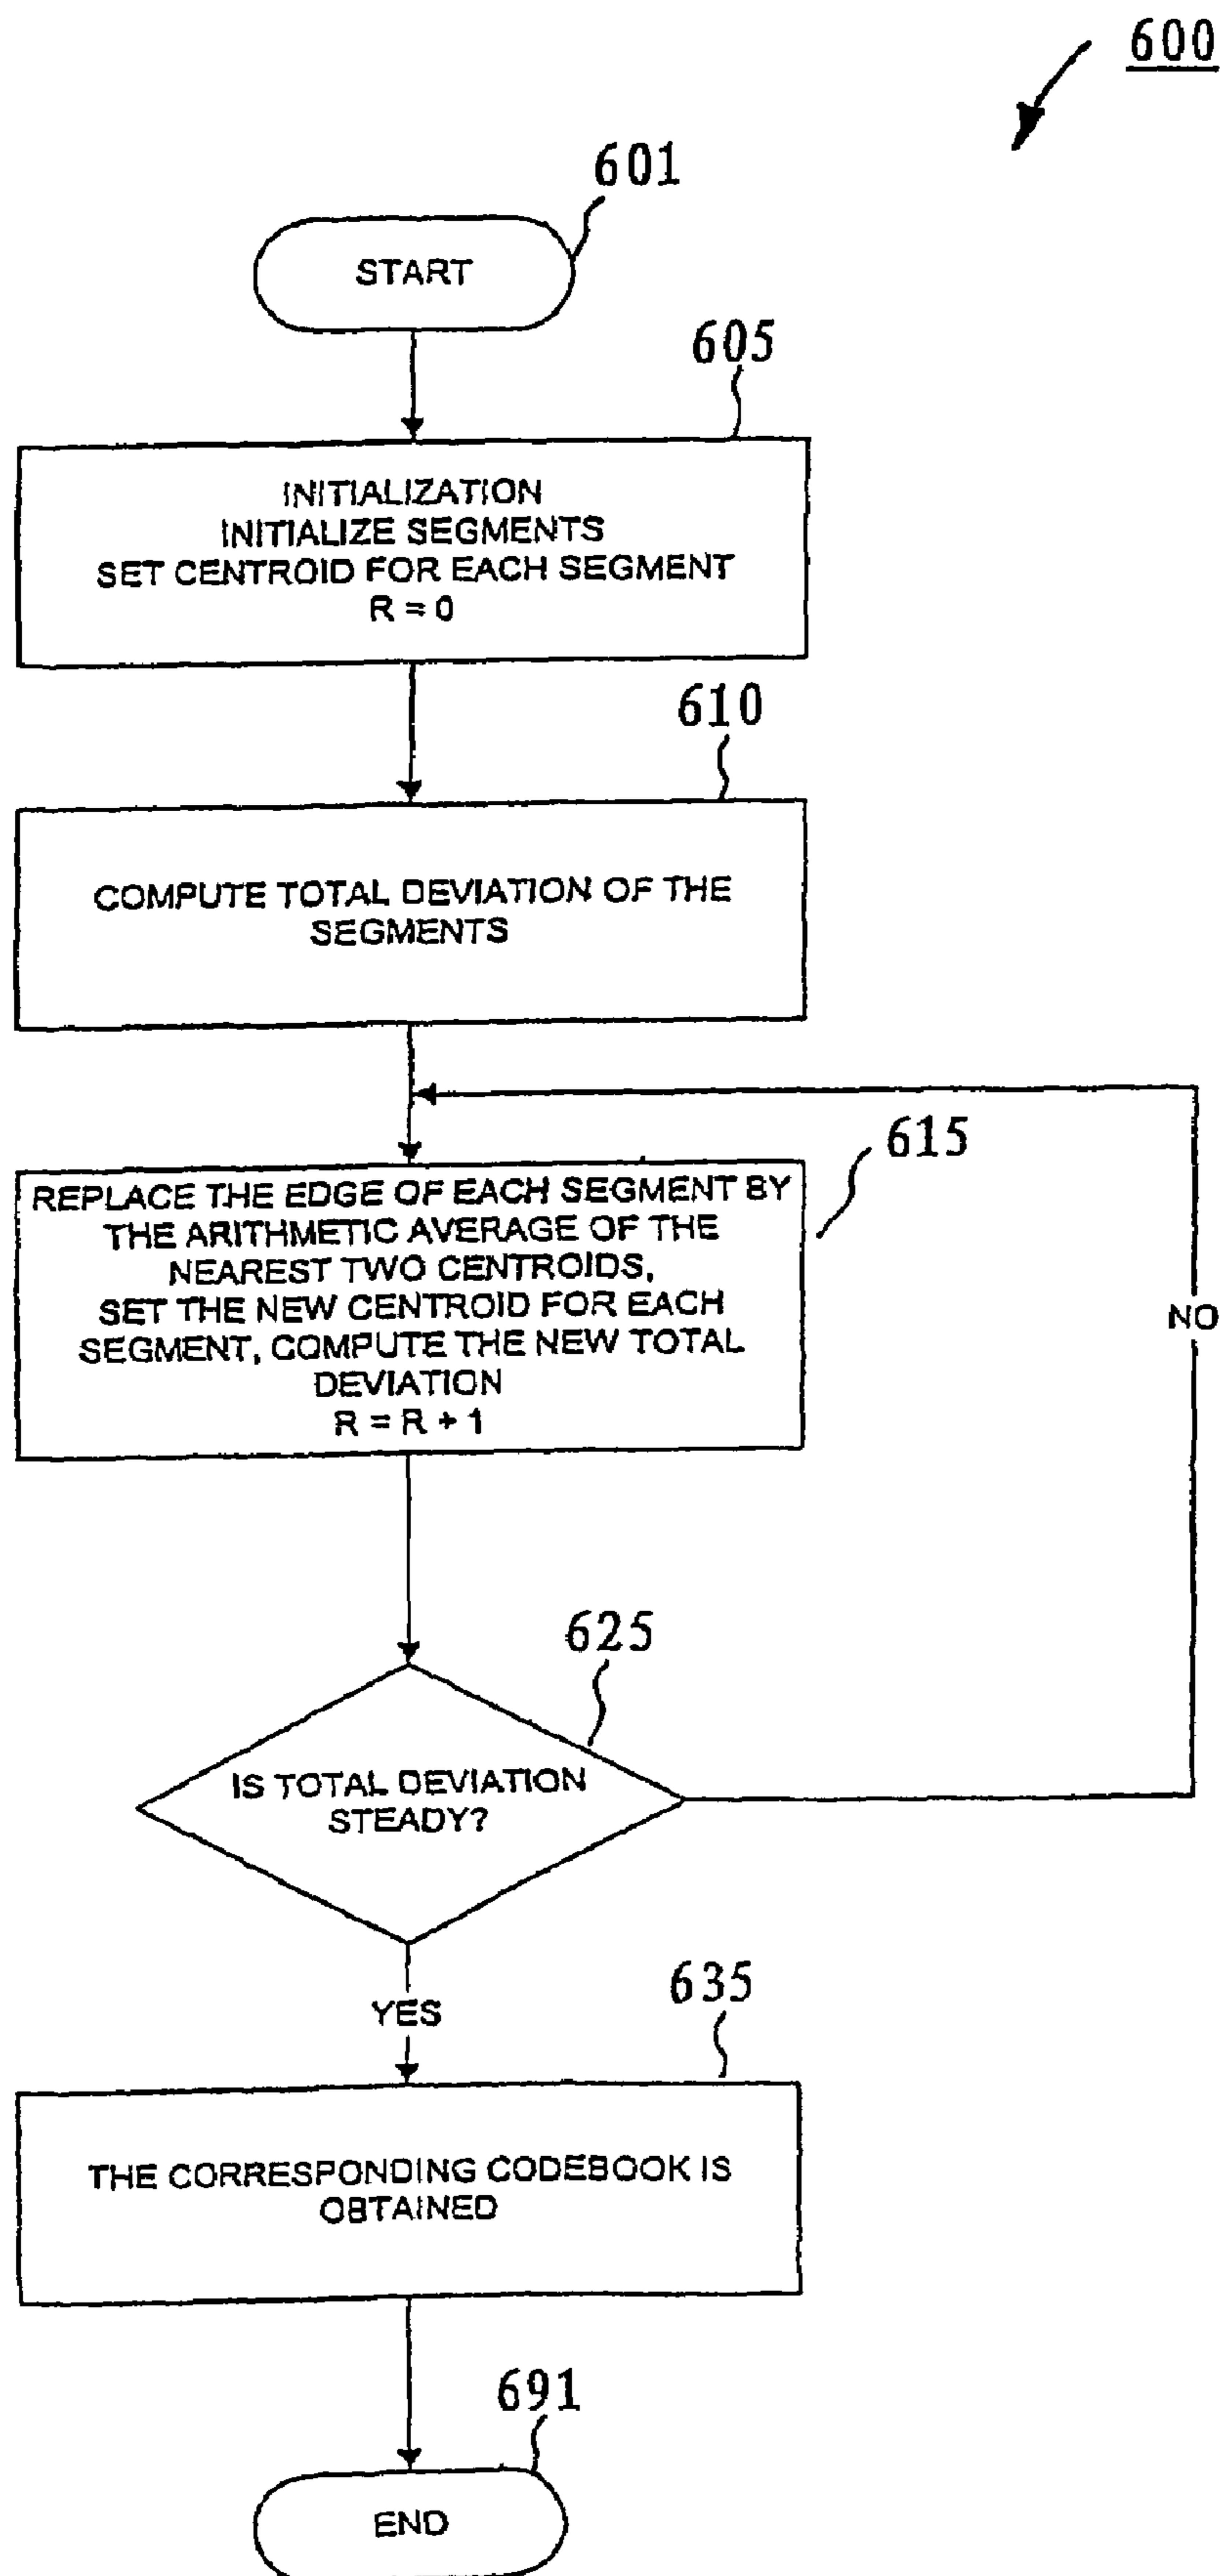 600
601
START
605
INITIALIZATION
INITIALIZE SEGMENTS
SET CENTROID FOR EACH SEGMENT
R = 0
610
COMPUTE TOTAL DEVIATION OF THE
SEGMENTS
615
REPLACE THE EDGE OF EACH SEGMENT BY
THE ARITHMETIC AVERAGE OF THE
NEAREST TWO CENTROIDS,
SET THE NEW CENTROID FOR EACH
SEGMENT, COMPUTE THE NEW TOTAL
DEVIATION
R = R + 1
NO
625
IS TOTAL DEVIATION
STEADY?
YES
635
THE CORRESPONDING CODEBOOK IS
OBTAINED
691
END